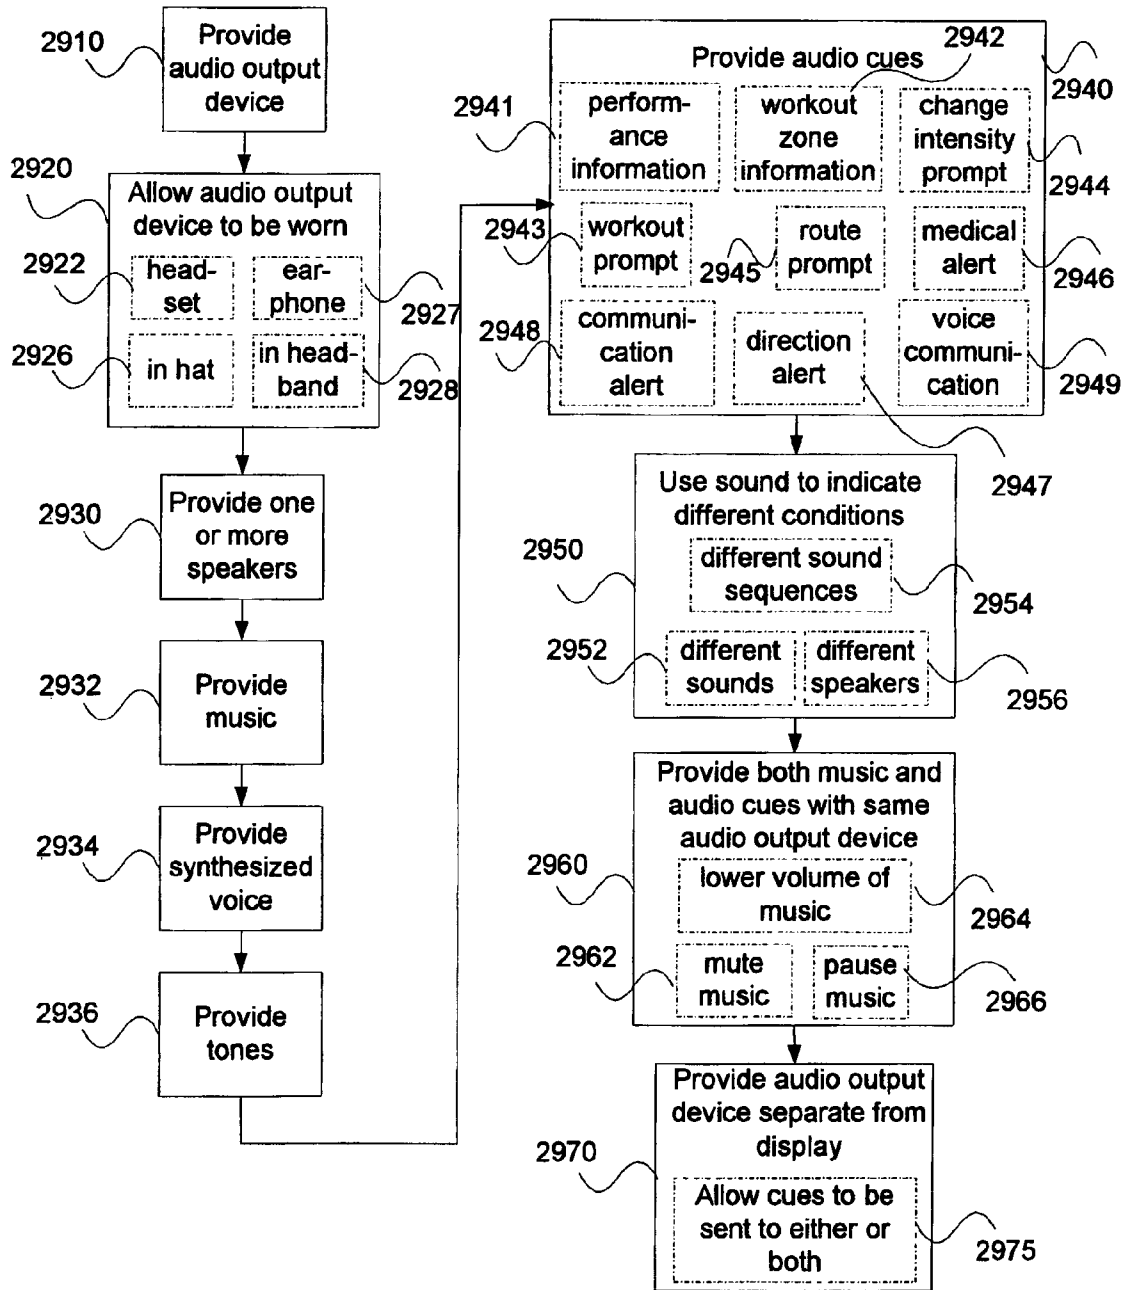 2910
Provide
audio output
device
2920
Allow audio output
device to be worn
2922
head-
set
ear-
phone
2927
2926
in hat
in head-
band
2928
2930
Provide one
or more
speakers
2932
Provide
music
2934
Provide
synthesized
voice
2936
Provide
tones
2942
Provide audio cues
2940
2941
perform-
ance
information
workout
zone
information
change
intensity
prompt
2944
2943
workout
prompt
2945
route
prompt
medical
alert
2946
2948
communi-
cation
alert
direction
alert
voice
communi-
cation
2949
2947
Use sound to indicate
different conditions
2950
different sound
sequences
2954
2952
different
sounds
different
speakers
2956
Provide both music and
audio cues with same
audio output device
2960
lower volume of
music
2964
2962
mute
music
pause
music
2966
Provide audio output
device separate from
display
2970
Allow cues to be
sent to either or
both
2975